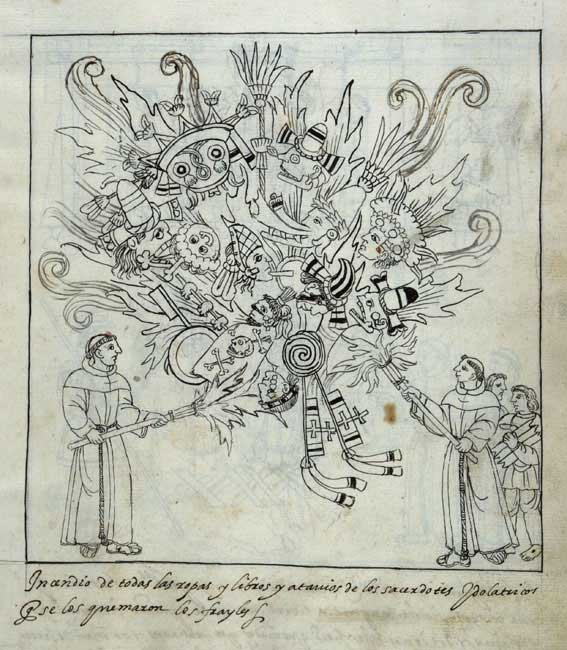 Incendio de todas las ropas y libros y atauios de los sacerdotes ydolatricos
q̃ se los quemaron los frayles